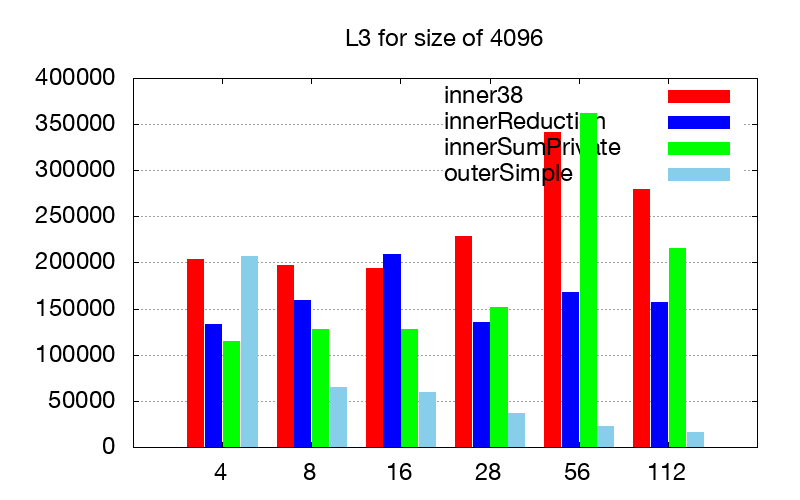 L3 for size of 4096
400000
350000
300000
250000
200000
150000
100000
50000
0
inner38
innerReduction
innerSumPrivate
outerSimple
4 8 16 28 56 112